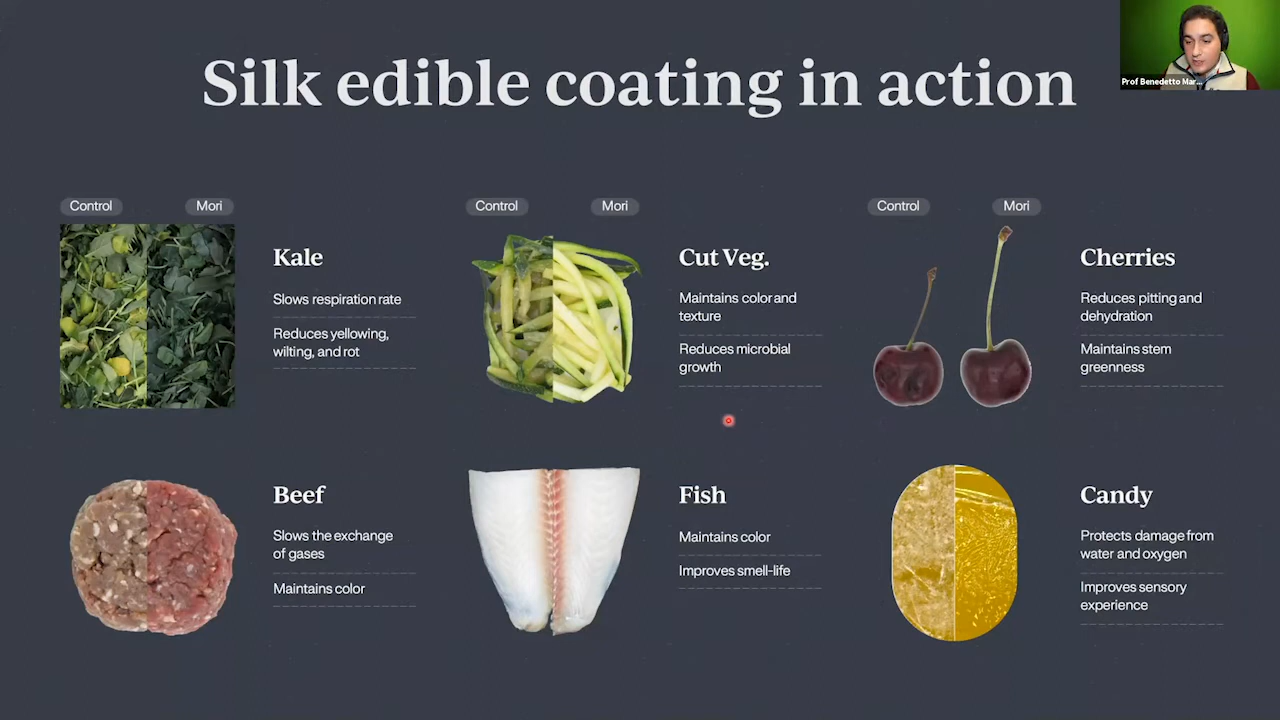 Silk edible coating in action
Prof Benedetto Mar...
Control
Mori
Kale
Slows respiration rate
Reduces yellowing,
wilting, and rot
Control
Mori
Cut Veg.
Maintains color and
texture
Reduces microbial
growth
Control
Mori
Cherries
Reduces pitting and
dehydration
Maintains stem
greenness
Beef
Slows the exchange
of gases
Maintains color
Fish
Maintains color
Improves smell-life
Candy
Protects damage from
water and oxygen
Improves sensory
experience